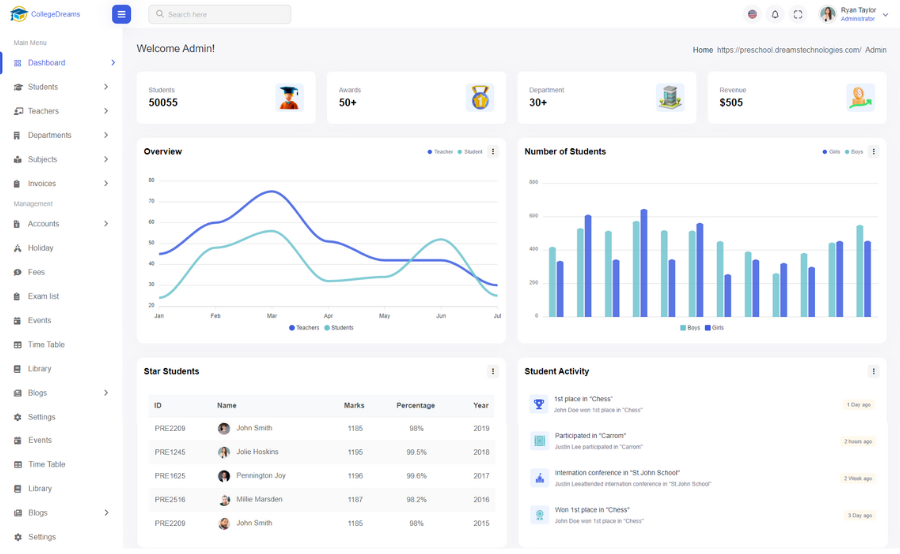 CollegeDreams
Search here
Ryan Taylor
Administrator
Main Menu
Dashboard
Students
Teachers
Departments
Subjects
Invoices
Management
Accounts
Holiday
Fees
Exam list
Events
Time Table
Library
Blogs
Settings
Events
Time Table
Library
Blogs
Settings
Welcome Admin!
Home https://preschool.dreamstechnologies.com/ Admin
Students
50055
Awards
50+
Department
30+
Revenue
$505
Overview
Teacher Student
80
70
60
50
40
30
20
Jan Feb Mar Apr May Jun Jul
Teachers Students
Number of Students
Girls Boys
800
600
400
200
0
Boys Girls
Star Students
ID Name Marks Percentage Year
PRE2209 John Smith 1185 98% 2019
PRE1245 Jolie Hoskins 1195 99.5% 2018
PRE1625 Pennington Joy 1196 99.6% 2017
PRE2516 Millie Marsden 1187 98.2% 2016
PRE2209 John Smith 1185 98% 2015
Student Activity
1st place in "Chess"
John Doe won 1st place in "Chess"
1 Day ago
Participated in "Carrom"
Justin Lee participated in "Carrom"
2 hours ago
Internation conference in "St.John School"
Justin Leeattended internation conference in "St.John School"
2 Week ago
Won 1st place in "Chess"
John Doe won 1st place in "Chess"
3 Day ago